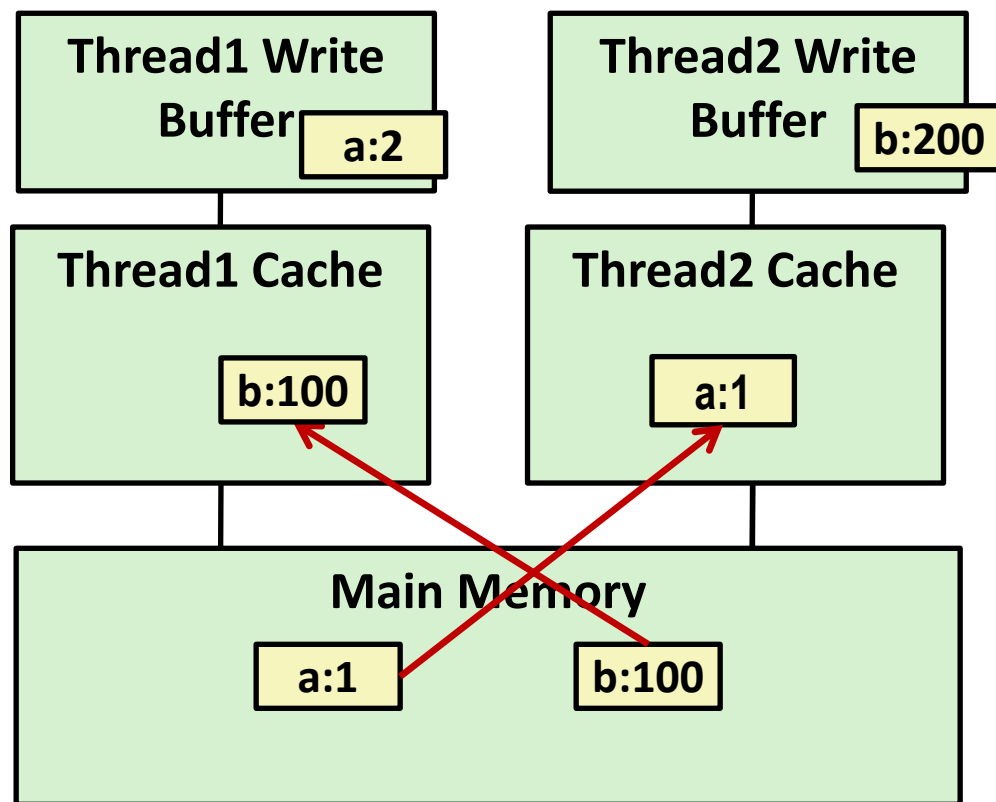 Thread1 Write
Buffer
a:2
Thread2 Write
Buffer
b:200
Thread1 Cache
b:100
Thread2 Cache
a:1
Main Memory
a:1
b:100